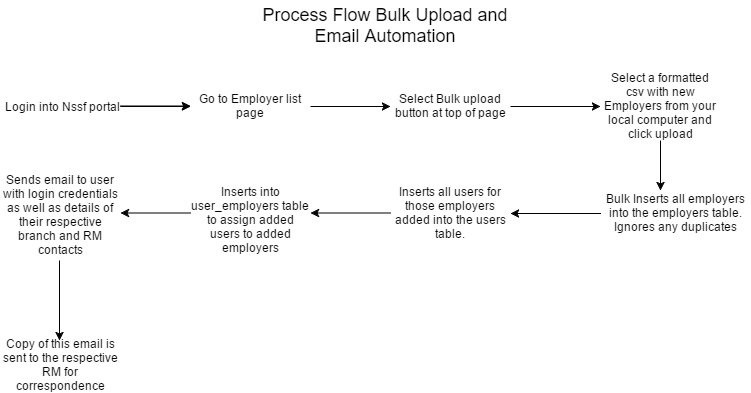 Process Flow Bulk Upload and
Email Automation
Login into Nssf portal
Go to Employer list
page
Select Bulk upload
button at top of page
Select a formatted
csv with new
Employers from your
local computer and
click upload
Bulk Inserts all employers
into the employers table.
Ignores any duplicates
Inserts all users for
those employers
added into the users
table.
Inserts into
user_employers table
to assign added
users to added
employers
Sends email to user
with login credentials
as well as details of
their respective
branch and RM
contacts
Copy of this email is
sent to the respective
RM for
correspondence